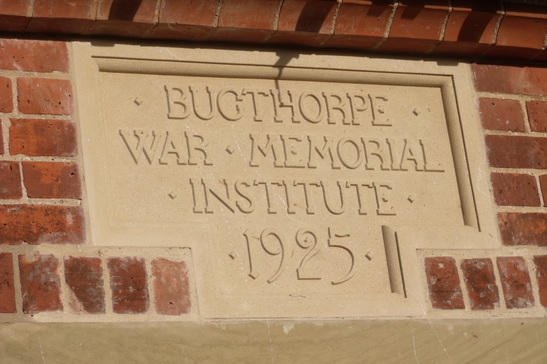 · BUGTHORPE ·
WAR · MEMORIAL
· INSTITUTE ·
· 1925 ·